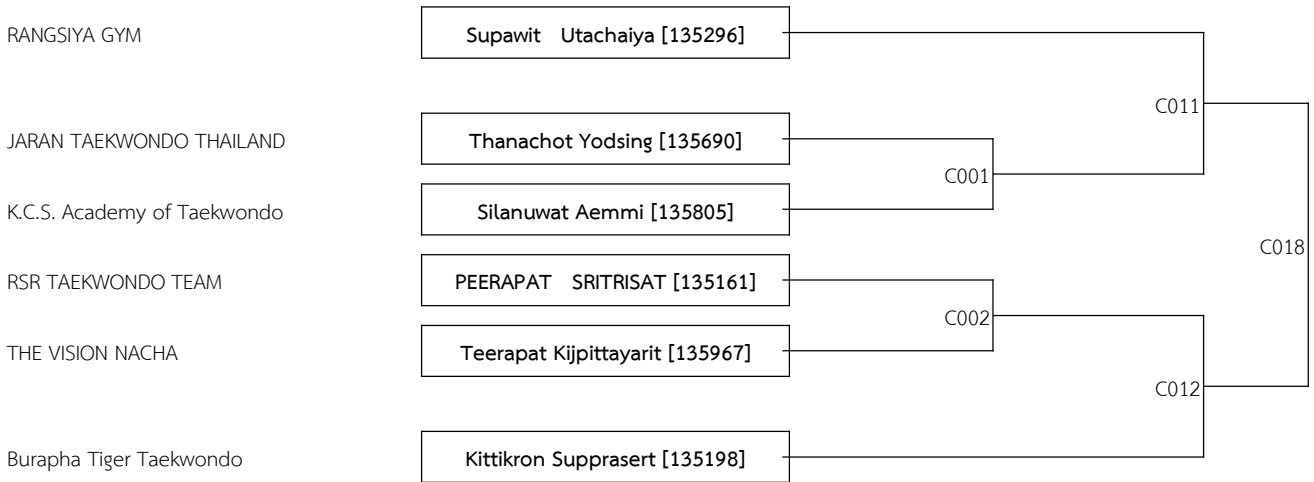 RANGSIYA GYM
Supawit Utachaiya [135296]
C011
JARAN TAEKWONDO THAILAND
Thanachot Yodsing [135690]
C001
K.C.S. Academy of Taekwondo
Silanuwat Aemmi [135805]
C018
RSR TAEKWONDO TEAM
PEERAPAT SRITRISAT [135161]
C002
THE VISION NACHA
Teerapat Kijpittayarit [135967]
C012
Burapha Tiger Taekwondo
Kittikron Supprasert [135198]